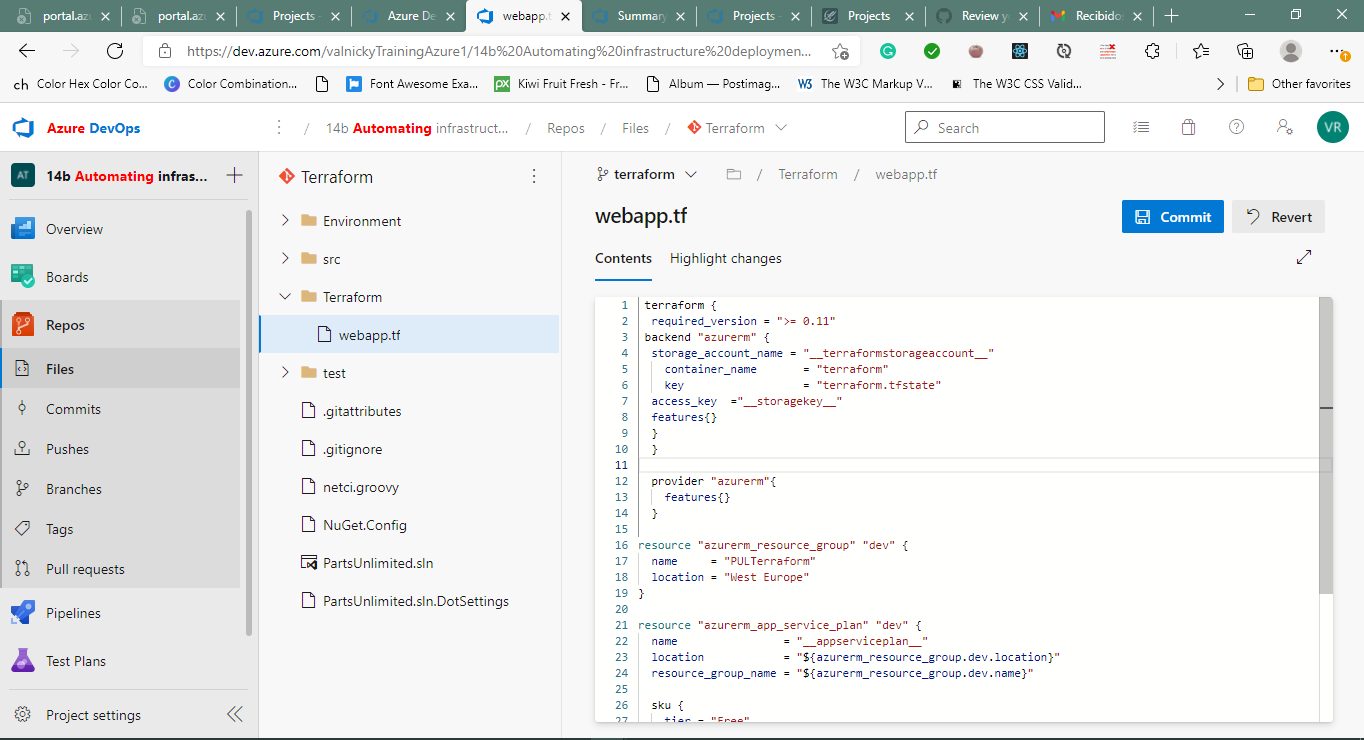 portal.az
portal.az
Projects -
Azure De
webapp.t
Summary
Projects -
Projects
Review y
Recibido
https://dev.azure.com/valnickyTrainingAzure1/14b%20Automating%20infrastructure%20deploymen...
ch Color Hex Color Co...
Color Combination...
Font Awesome Exa...
px Kiwi Fruit Fresh - Fr...
Album — Postimag...
W3 The W3C Markup V...
The W3C CSS Valid...
Other favorites
Azure DevOps
/ 14b Automating infrastruct... / Repos / Files / Terraform
Search
VR
AT 14b Automating infras...
Overview
Boards
Repos
Files
Commits
Pushes
Branches
Tags
Pull requests
Pipelines
Test Plans
Project settings
Terraform
Environment
src
Terraform
webapp.tf
test
.gitattributes
.gitignore
netci.groovy
NuGet.Config
PartsUnlimited.sln
PartsUnlimited.sln.DotSettings
terraform / Terraform / webapp.tf
webapp.tf
Commit
Revert
Contents
Highlight changes
1 terraform {
2 required_version = ">= 0.11"
3 backend "azurerm" {
4 storage_account_name = "__terraformstorageaccount__"
5 container_name = "terraform"
6 key = "terraform.tfstate"
7 access_key ="__storagekey__"
8 features{}
9 }
10 }
11
12 provider "azurerm"{
13 features{}
14 }
15
16 resource "azurerm_resource_group" "dev" {
17 name = "PULTerraform"
18 location = "West Europe"
19 }
20
21 resource "azurerm_app_service_plan" "dev" {
22 name = "__appserviceplan__"
23 location = "${azurerm_resource_group.dev.location}"
24 resource_group_name = "${azurerm_resource_group.dev.name}"
25
26 sku {
27 tier = "Free"